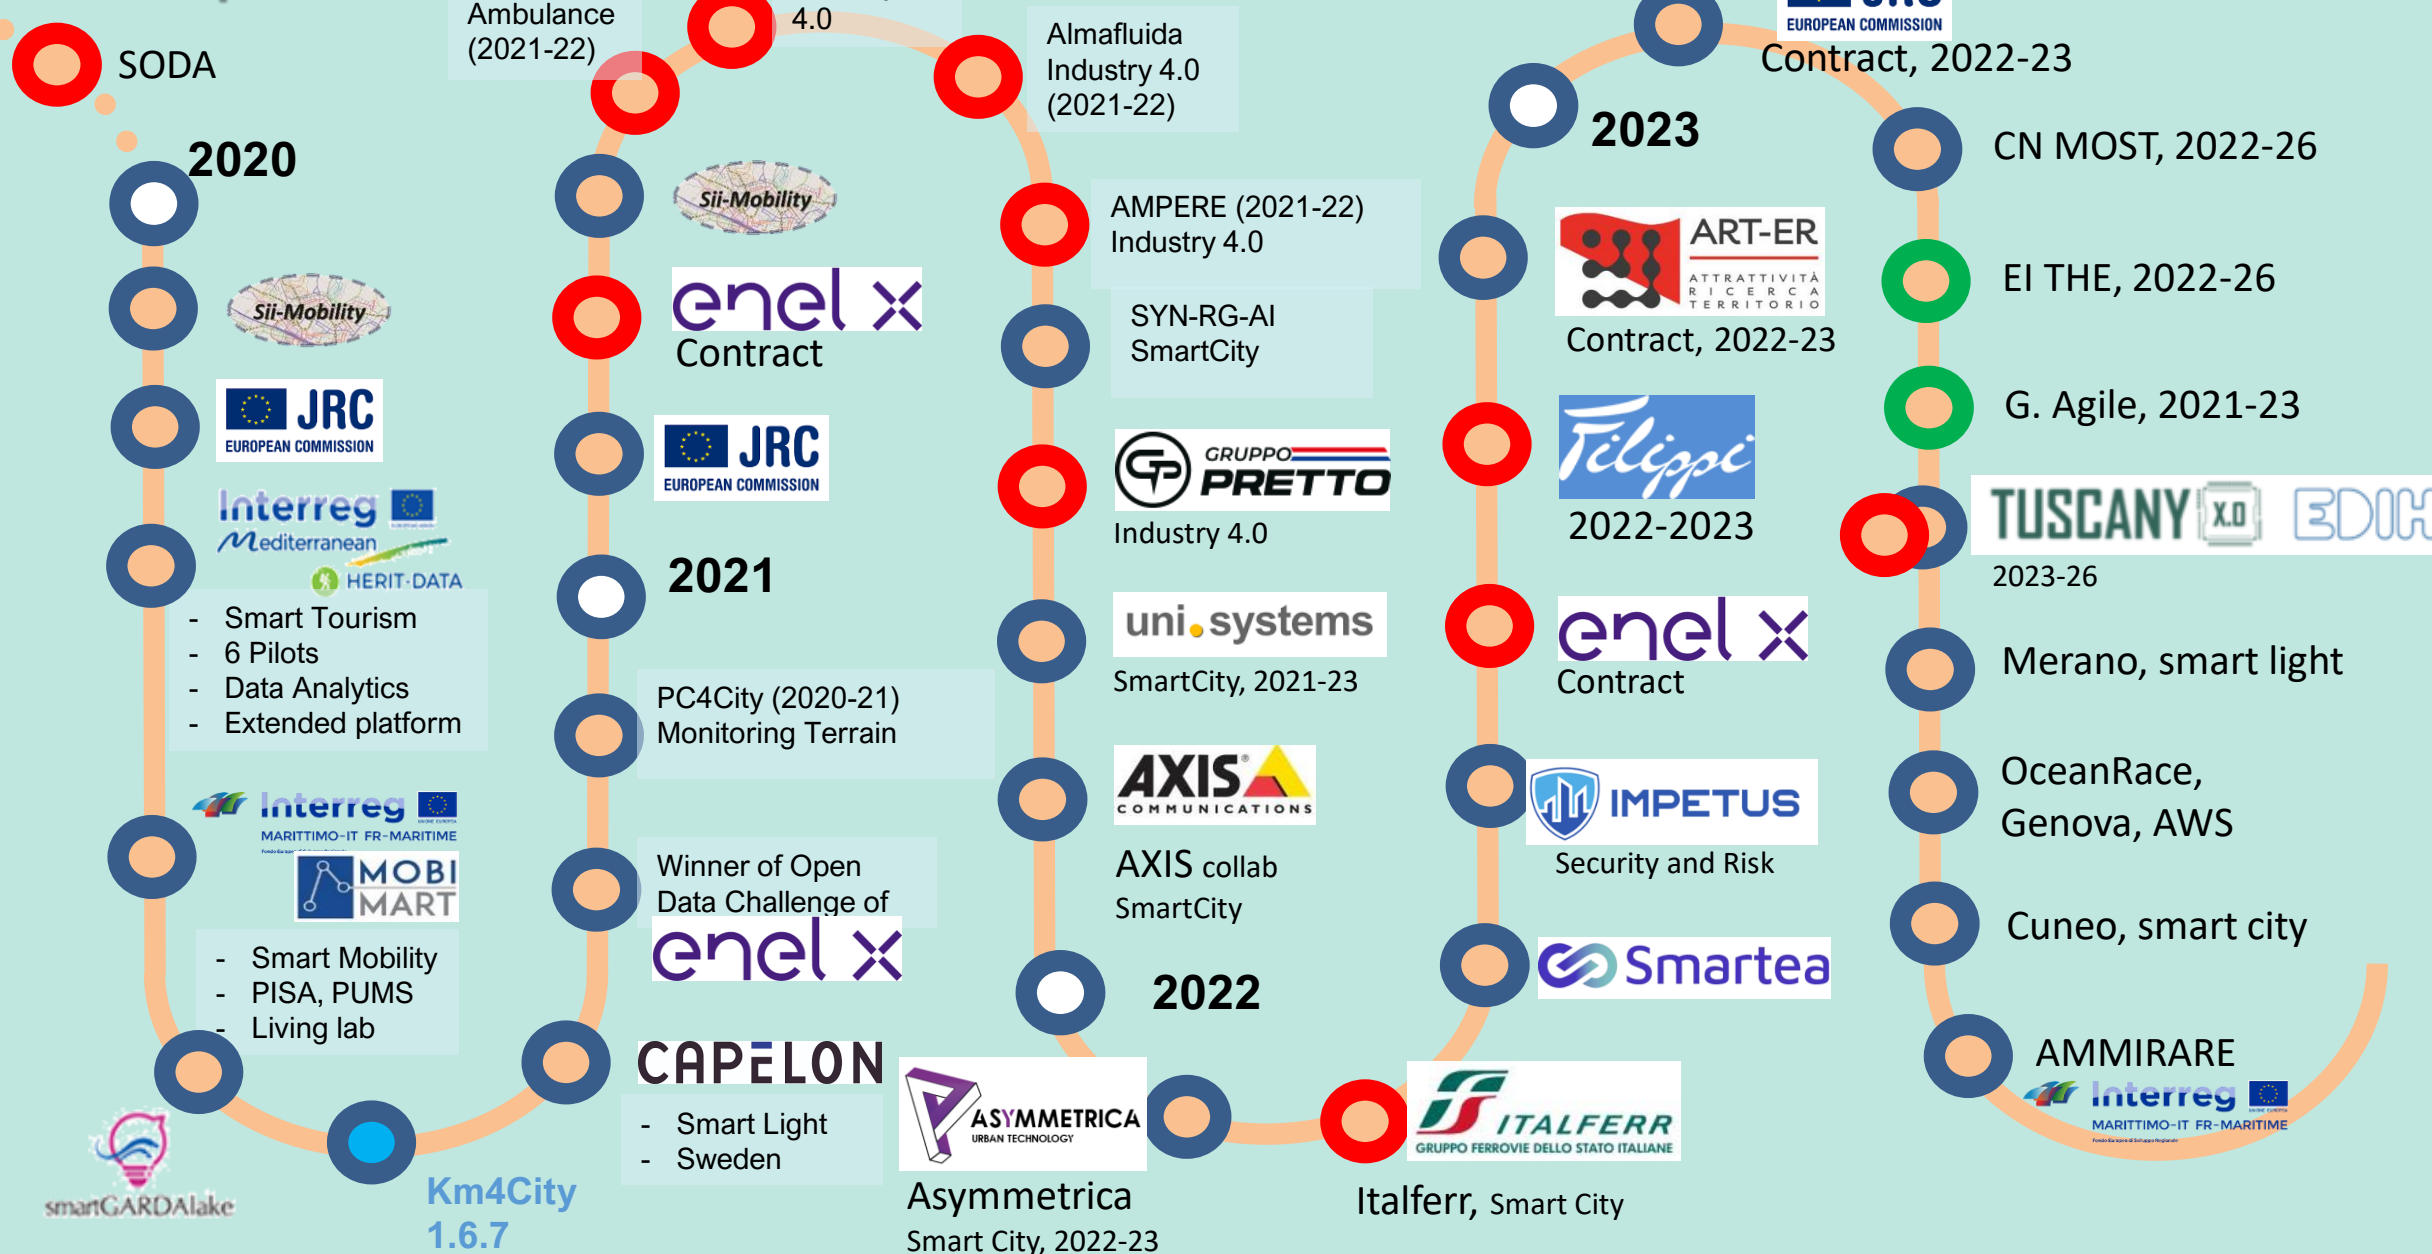 SODA
2020
Sii-Mobility
JRC
EUROPEAN COMMISSION
Interreg
Mediterranean
HERIT-DATA
- Smart Tourism
- 6 Pilots
- Data Analytics
- Extended platform
Interreg
MARITTIMO-IT FR-MARITIME
MOBI
MART
- Smart Mobility
- PISA, PUMS
- Living lab
smartGARDAlake
Km4City
1.6.7
CAPELON
- Smart Light
- Sweden
Winner of Open
Data Challenge of
enel x
PC4City (2020-21)
Monitoring Terrain
2021
JRC
EUROPEAN COMMISSION
enel x
Contract
Sii-Mobility
Ambulance
(2021-22)
4.0
Almafluida
Industry 4.0
(2021-22)
AMPERE (2021-22)
Industry 4.0
SYN-RG-AI
SmartCity
GP
GRUPPO
PRETTO
Industry 4.0
uni.systems
SmartCity, 2021-23
AXIS
COMMUNICATIONS
AXIS collab
SmartCity
2022
ASYMMETRICA
URBAN TECHNOLOGY
Asymmetrica
Smart City, 2022-23
ITALFERR
GRUPPO FERROVIE DELLO STATO ITALIANE
Italferr, Smart City
Smartea
IMPETUS
Security and Risk
enel x
Contract
Filippi
2022-2023
ART-ER
ATTRATTIVITÀ
RICERCA
TERRITORIO
Contract, 2022-23
2023
JRC
EUROPEAN COMMISSION
Contract, 2022-23
CN MOST, 2022-26
EI THE, 2022-26
G. Agile, 2021-23
TUSCANY X.0 EDIH
2023-26
Merano, smart light
OceanRace,
Genova, AWS
Cuneo, smart city
AMMIRARE
Interreg
MARITTIMO-IT FR-MARITIME